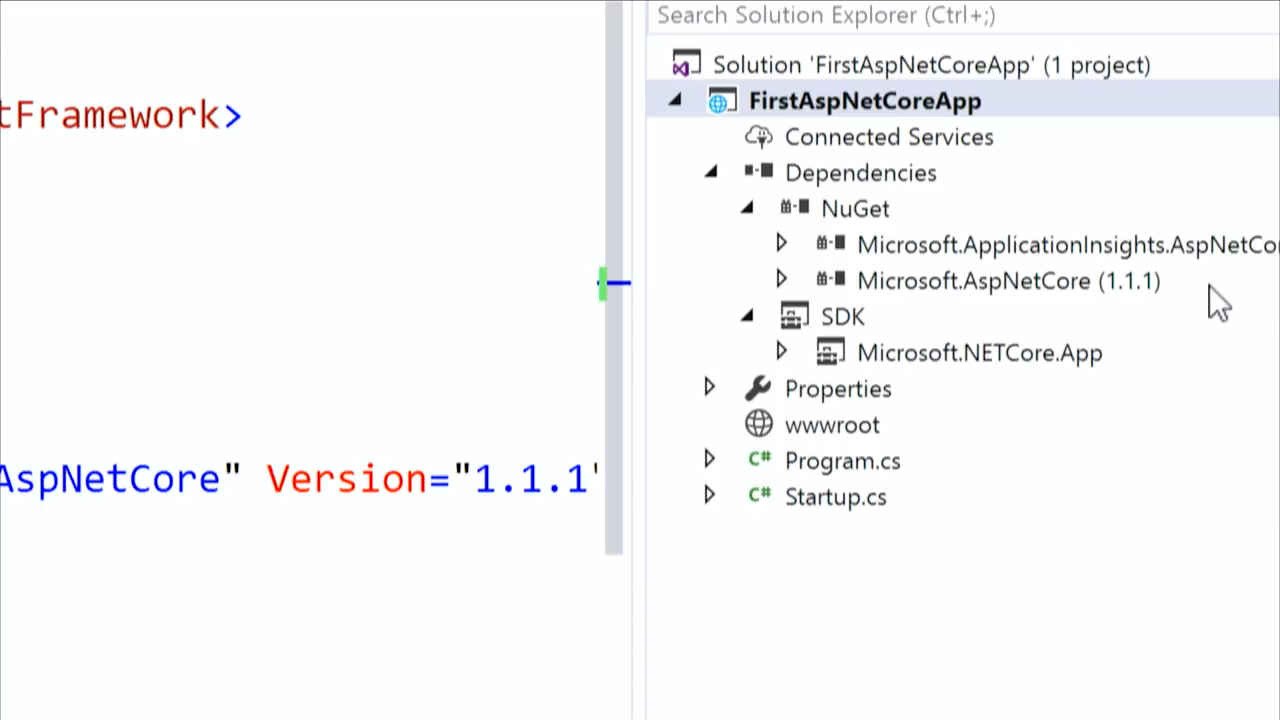 Search Solution Explorer (Ctrl+;)
Solution 'FirstAspNetCoreApp' (1 project)
tFramework>
FirstAspNetCoreApp
Connected Services
Dependencies
NuGet
Microsoft.ApplicationInsights.AspNetCo
Microsoft.AspNetCore (1.1.1)
SDK
Microsoft.NETCore.App
Properties
wwwroot
C# Program.cs
AspNetCore" Version="1.1.1"
C# Startup.cs